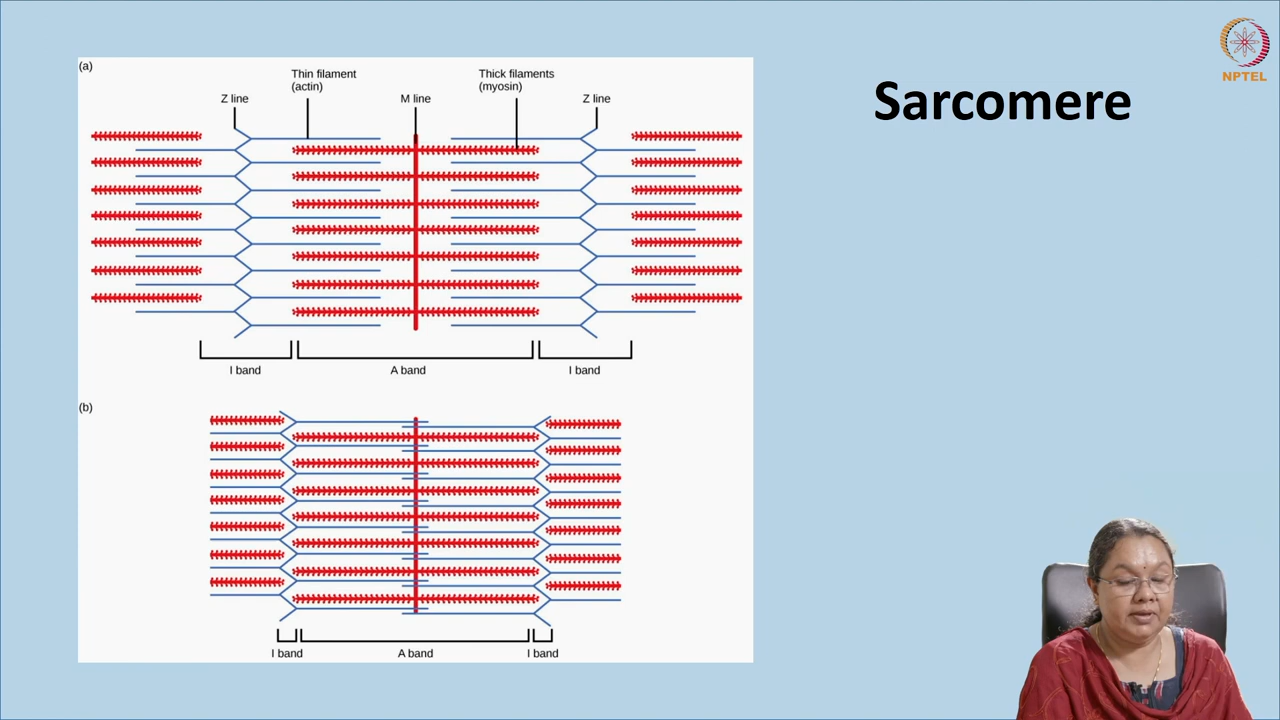 NPTEL
Sarcomere
(a)
Thin filament
(actin)
Thick filaments
(myosin)
Z line
M line
Z line
I band
A band
I band
(b)
I band
A band
I band